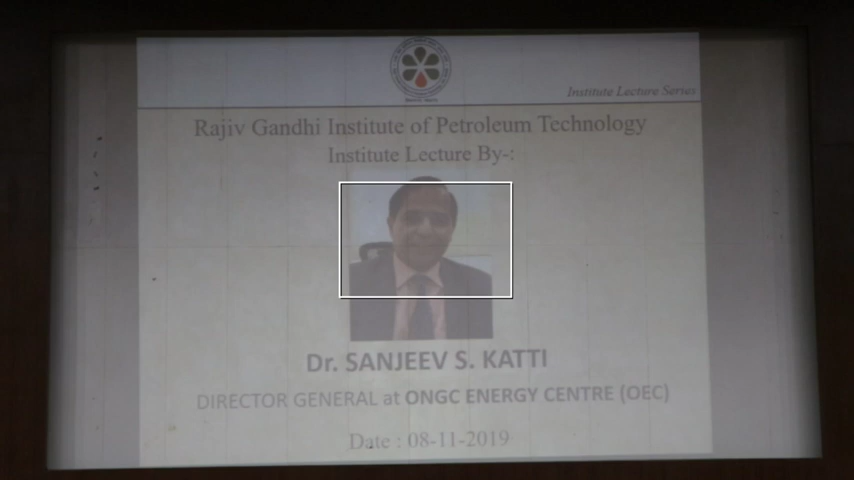 Institute Lecture Series
Rajiv Gandhi Institute of Petroleum Technology
Institute Lecture By-:
Dr. SANJEEV S. KATTI
DIRECTOR GENERAL at ONGC ENERGY CENTRE (OEC)
Date : 08-11-2019